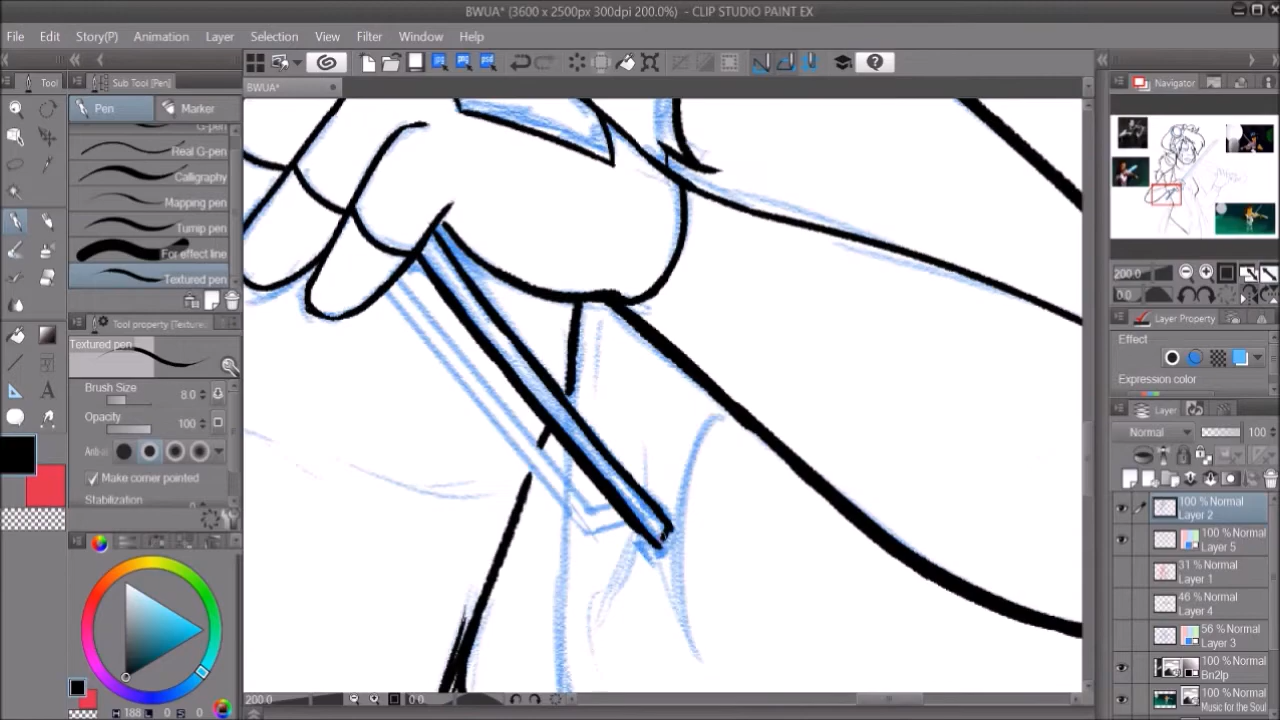 BWUA* (3600 x 2500px 300dpi 200.0%) - CLIP STUDIO PAINT EX
File Edit Story(P) Animation Layer Selection View Filter Window Help
Tool Sub Tool [Pen] BWUA* Navigator
Pen Marker
G-pen
Real G-pen
Calligraphy
Mapping pen
Turnip pen
For effect line
Textured pen
200.0
0.0
Tool property [Texture Layer Property
Textured pen Effect
Expression color
Brush Size 8.0
Opacity 100
Layer
Normal 100
Anti-
Make corner pointed
Stabilization
100 % Normal
Layer 2
100 % Normal
Layer 5
31 % Normal
Layer 1
46 % Normal
Layer 4
56 % Normal
Layer 3
100 % Normal
Bn2lp
100 % Normal
Music for the Soul
200.0 0.0
H 188 L 0 S 0